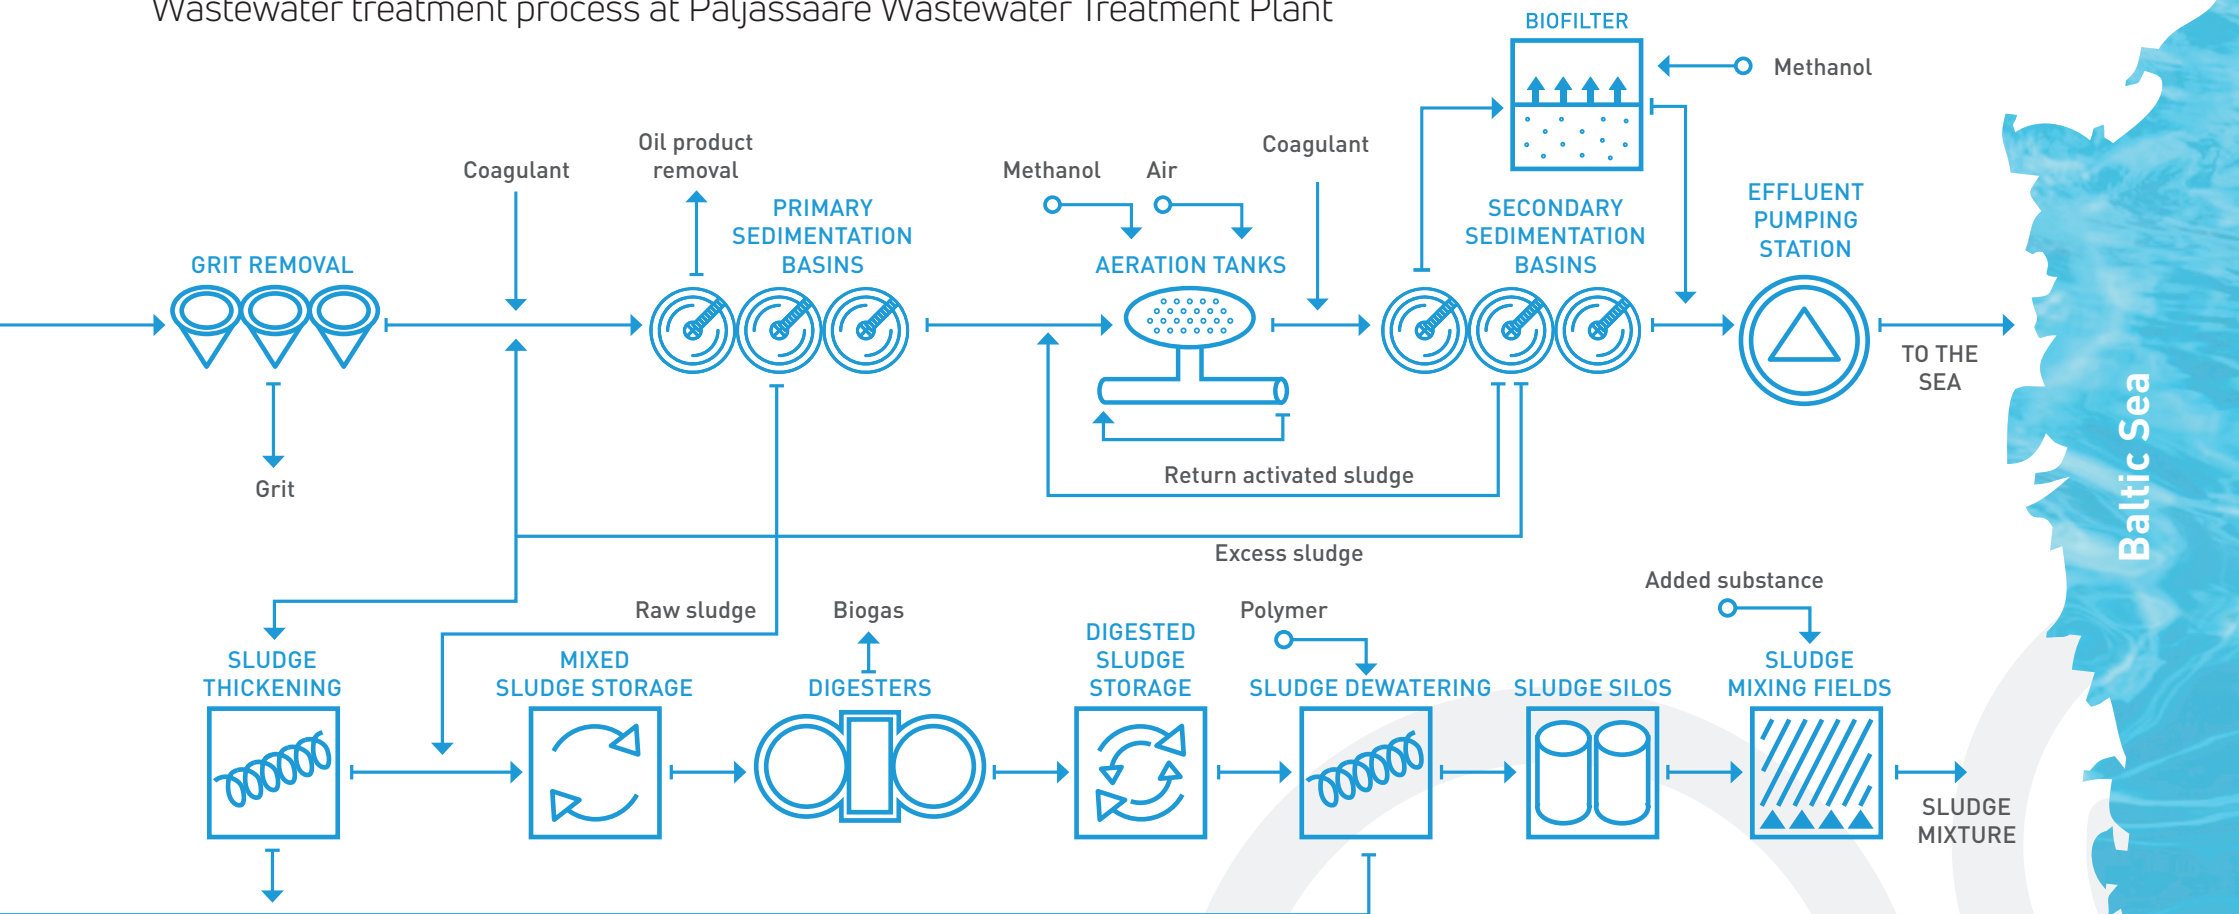 Wastewater treatment process at Paljassaare Wastewater Treatment Plant
BIOFILTER
Methanol
Oil product
removal
Coagulant
Methanol
Air
Coagulant
GRIT REMOVAL
PRIMARY
SEDIMENTATION
BASINS
AERATION TANKS
SECONDARY
SEDIMENTATION
BASINS
EFFLUENT
PUMPING
STATION
TO THE
SEA
Baltic Sea
Grit
Return activated sludge
Excess sludge
Raw sludge
Biogas
Polymer
Added substance
SLUDGE
THICKENING
MIXED
SLUDGE STORAGE
DIGESTERS
DIGESTED
SLUDGE
STORAGE
SLUDGE DEWATERING
SLUDGE SILOS
SLUDGE
MIXING FIELDS
SLUDGE
MIXTURE